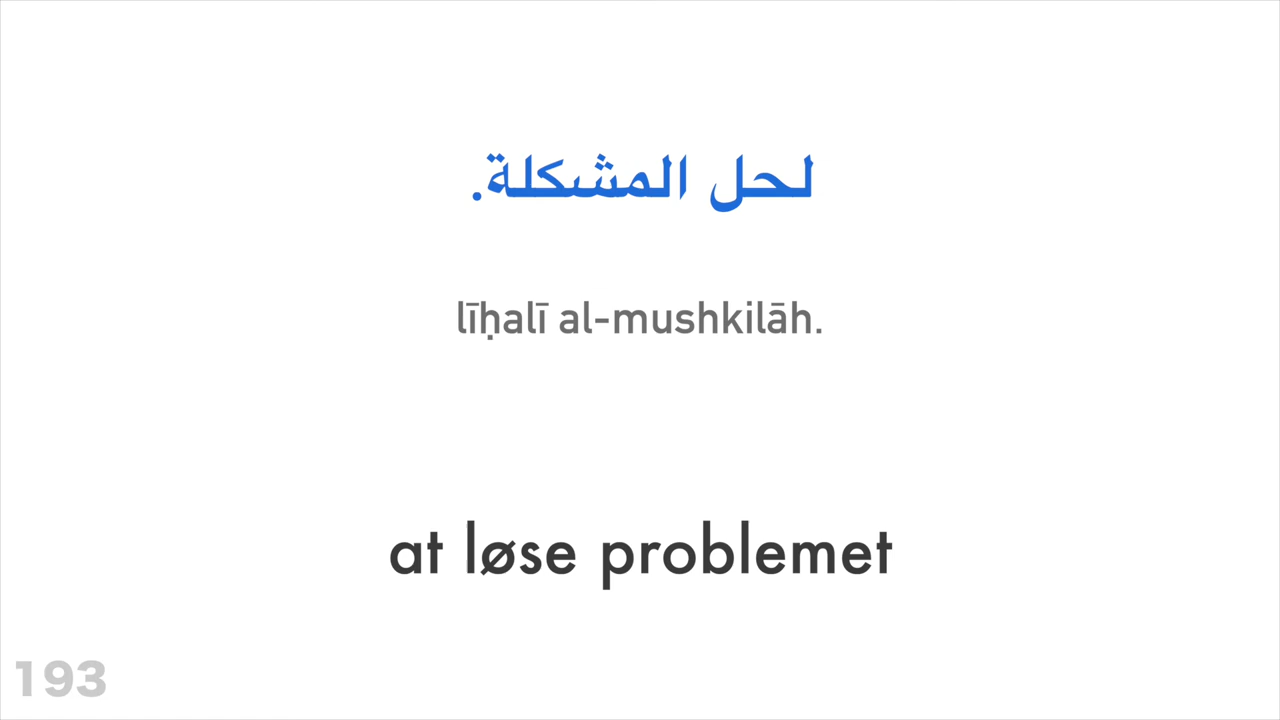 لحل المشكلة.
līḥalī al-mushkilāh.
at løse problemet
193